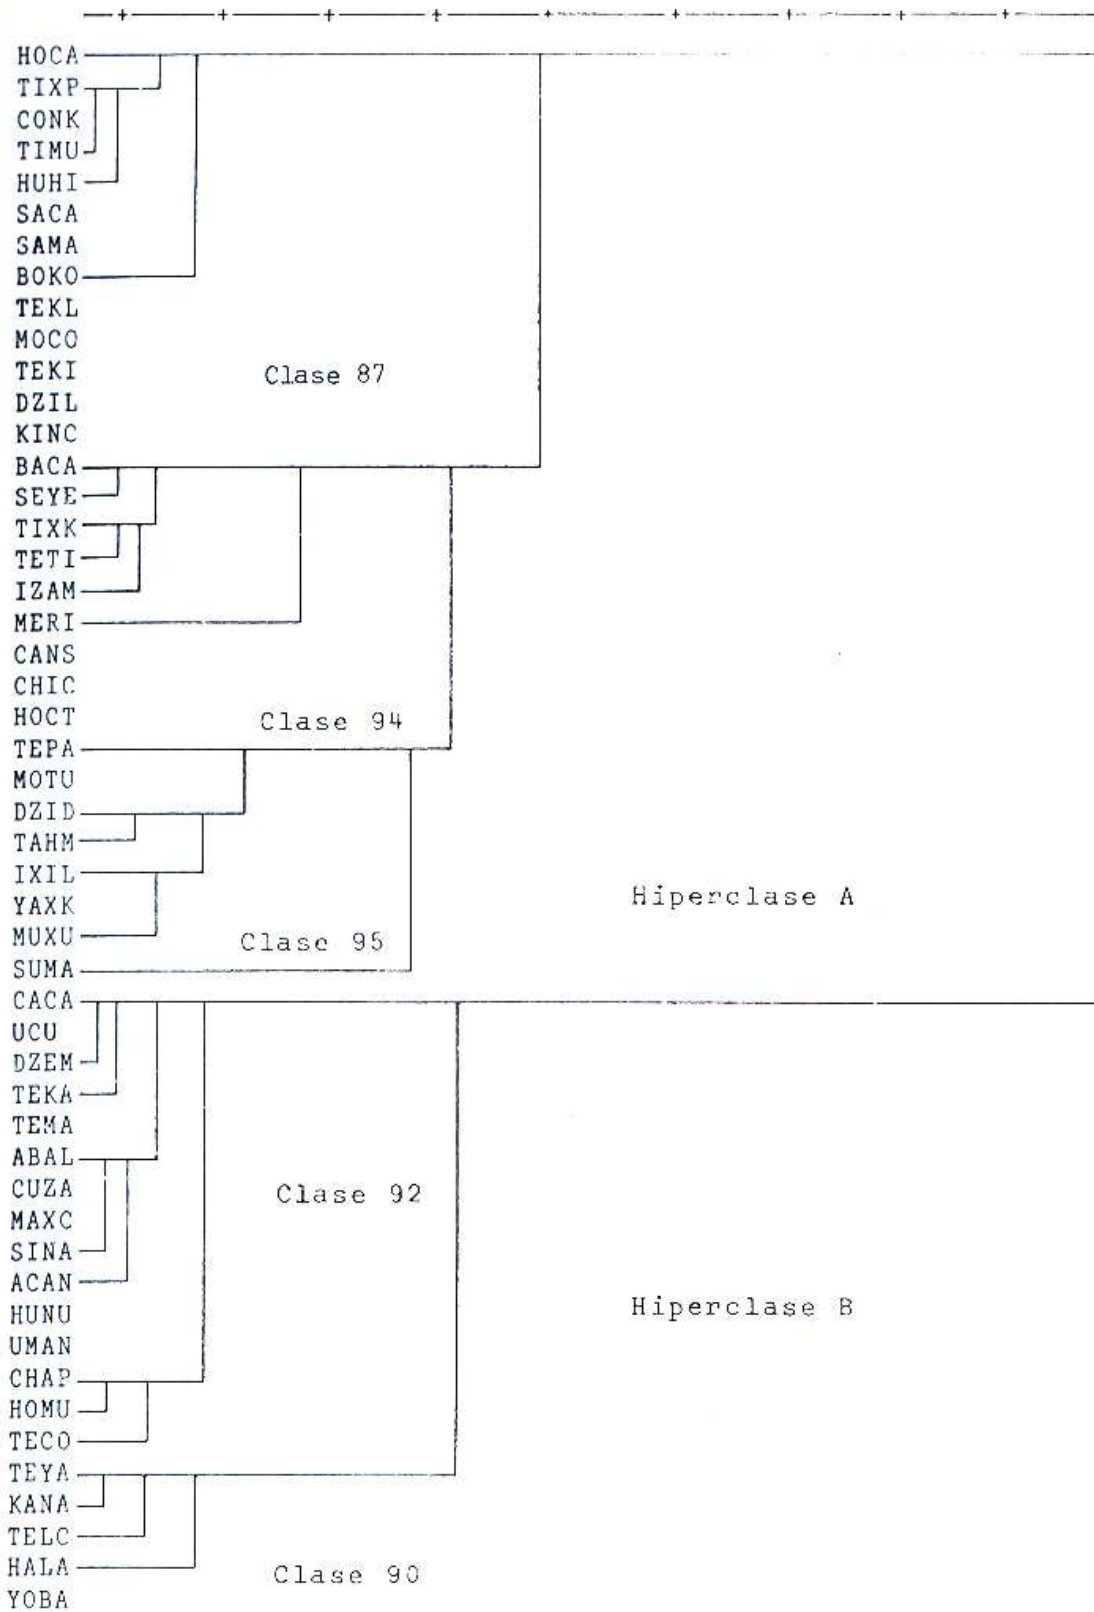 HOCA
TIXP
CONK
TIMU
HUHI
SACA
SAMA
BOKO
TEKL
MOCO
TEKI
Clase 87
DZIL
KINC
BACA
SEYE
TIXK
TETI
IZAM
MERI
CANS
CHIC
HOCT
Clase 94
TEPA
MOTU
DZID
TAHM
IXIL
Hiperclase A
YAXK
MUXU
Clase 95
SUMA
CACA
UCU
DZEM
TEKA
TEMA
ABAL
CUZA
Clase 92
MAXC
SINA
ACAN
HUNU
Hiperclase B
UMAN
CHAP
HOMU
TECO
TEYA
KANA
TELC
HALA
Clase 90
YOBA